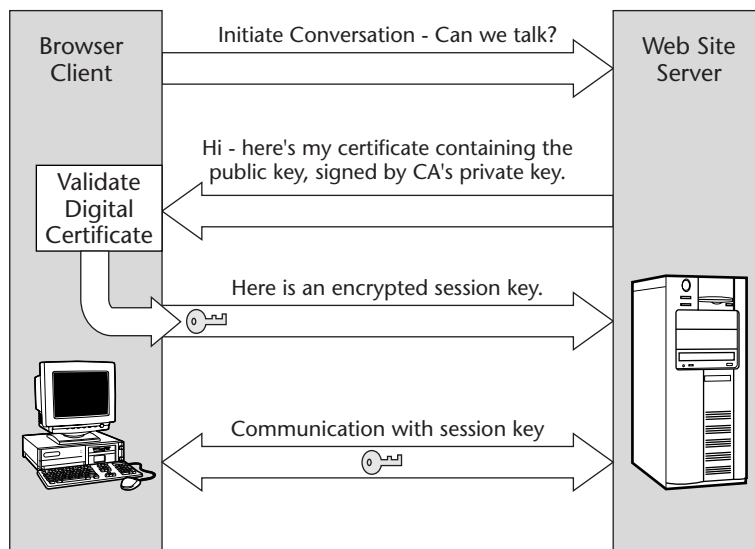 Browser
Client
Initiate Conversation - Can we talk?
Web Site
Server
Hi - here's my certificate containing the
public key, signed by CA's private key.
Validate
Digital
Certificate
Here is an encrypted session key.
Communication with session key